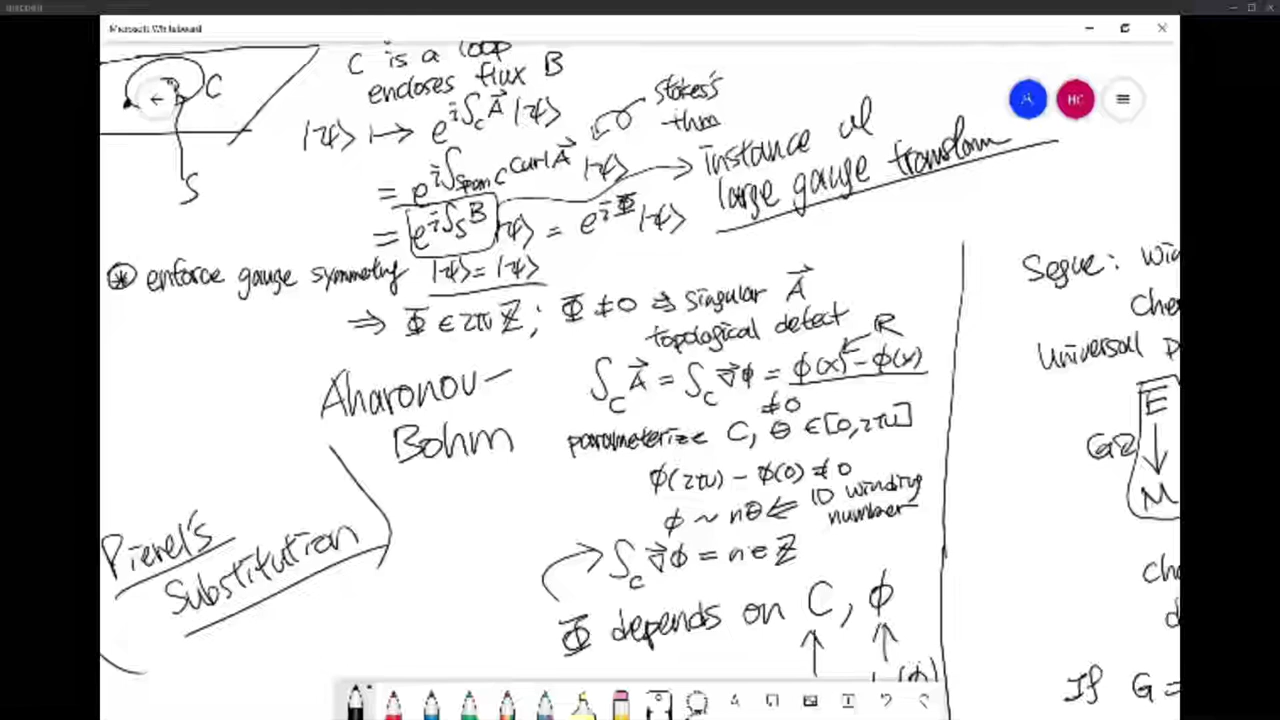 Microsoft Whiteboard
C is a loop
encloses flux B
C
S
|ψ⟩ ↦ e^{i∫_C A⃗} |ψ⟩
Stokes's
thm
= e^{i∫_{Span C} Curl A⃗} |ψ⟩
= e^{i∫_S B} |ψ⟩ = e^{iΦ} |ψ⟩
instance of
large gauge transform
⊛ enforce gauge symmetry |ψ⟩ = |ψ⟩
⇒ Φ ∈ 2π ℤ; Φ ≠ 0 ⇒ singular A⃗
topological defect
∫_C A⃗ = ∫_C ∇⃗φ = φ(x) - φ(x)
R
≠0
Aharonov-
Bohm
parameterize C, θ ∈ [0, 2π]
φ(2π) - φ(0) ≠ 0
φ ~ nθ ⇐ 1D winding
number
∫_C ∇⃗φ = n ∈ ℤ
Φ depends on C, φ
Pierel's
Substitution
Segue:
Universal
E
↓
M
If G =
HC